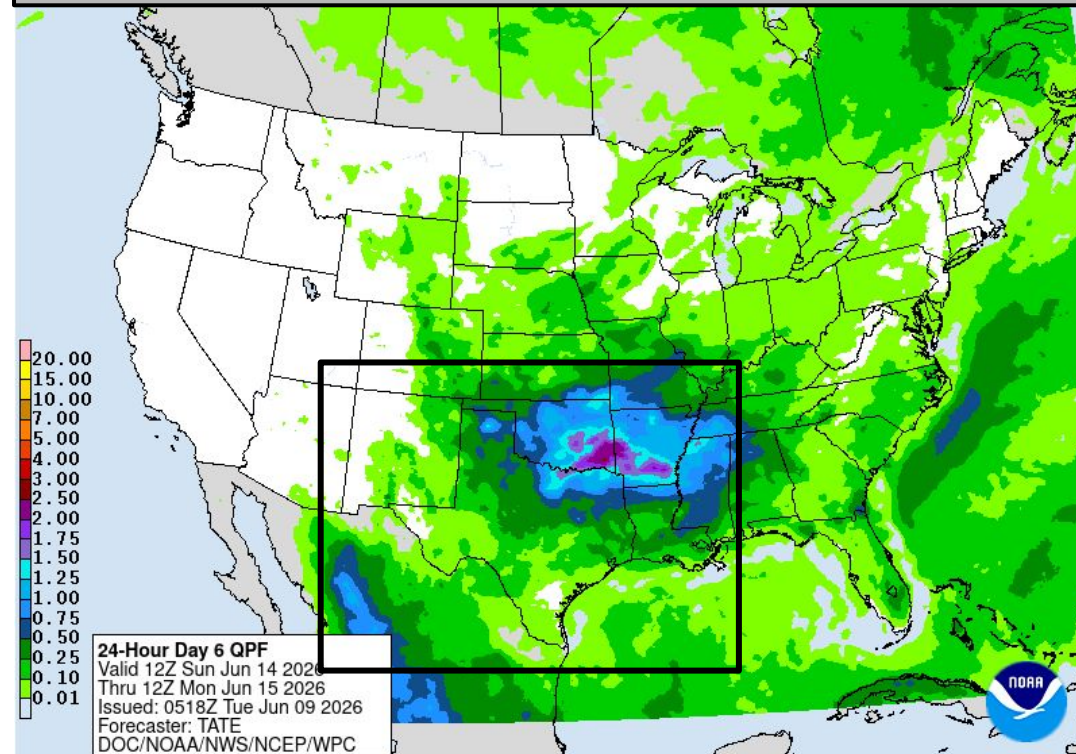 20.00
15.00
10.00
7.00
5.00
4.00
3.00
2.50
2.00
1.75
1.50
1.25
1.00
0.75
0.50
0.25
0.10
0.01
24-Hour Day 6 QPF
Valid 12Z Sun Jun 14 2026
Thru 12Z Mon Jun 15 2026
Issued: 0518Z Tue Jun 09 2026
Forecaster: TATE
DOC/NOAA/NWS/NCEP/WPC
NOAA